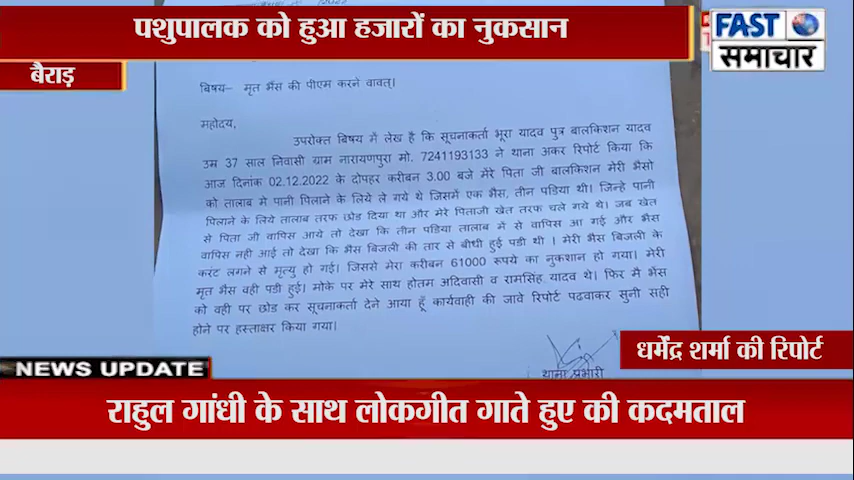 पशुपालक को हुआ हजारों का नुकसान
FAST
समाचार
बैराड़
बिषय– मृत भैंस की पीएम करने वावत्।
महोदय,
उपरोक्त बिषय में लेख है कि सूचनाकर्ता भूरा यादव पुत्र बालकिशन यादव
उम्र 37 साल निवासी ग्राम नारायणपुरा मो. 7241193133 ने थाना अकर रिपोर्ट किया कि
आज दिनांक 02.12.2022 के दोपहर करीबन 3.00 बजे मेरे पिता जी बालकिशन मेरी भैसो
को तालाब मे पानी पिलाने के लिये ले गये थे जिसमें एक भैंस, तीन पडिया थी। जिन्हे पानी
पिलाने के लिये तालाब तरफ छोड दिया था और मेरे पिताजी खेत तरफ चले गये थे। जब खेत
से पिता जी वापिस आये तो देखा कि तीन पडिया तालाब में से वापिस आ गई और भैंस
वापिस नही आई तो देखा कि भैंस बिजली की तार से बीधी हुई पडी थी । मेरी भैंस बिजली के
करंट लगने से मृत्यु हो गई। जिससे मेरा करीबन 61000 रूपये का नुकशान हो गया। मेरी
मृत भैंस वही पडी हुई। मोके पर मेरे साथ होतम अदिवासी व रामसिंह यादव थे। फिर मै भैंस
को वही पर छोड कर सूचनाकर्ता देने आया हूँ कार्यवाही की जावे रिपोर्ट पढवाकर सुनी सही
होने पर हस्ताक्षर किया गया।
थाना प्रभारी
धर्मेंद्र शर्मा की रिपोर्ट
NEWS UPDATE
राहुल गांधी के साथ लोकगीत गाते हुए की कदमताल